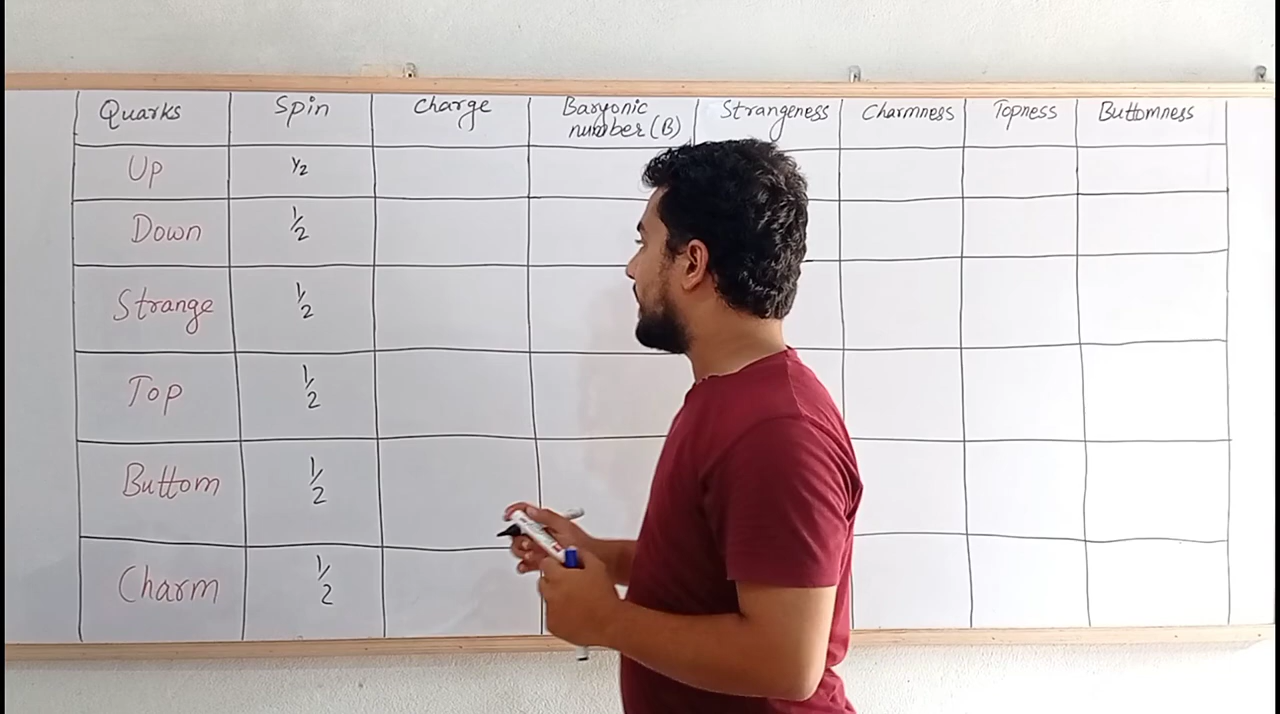 Quarks Spin Charge Baryonic number (B) Strangeness Charmness Topness Buttomness
Up 1/2
Down 1/2
Strange 1/2
Top 1/2
Buttom 1/2
Charm 1/2